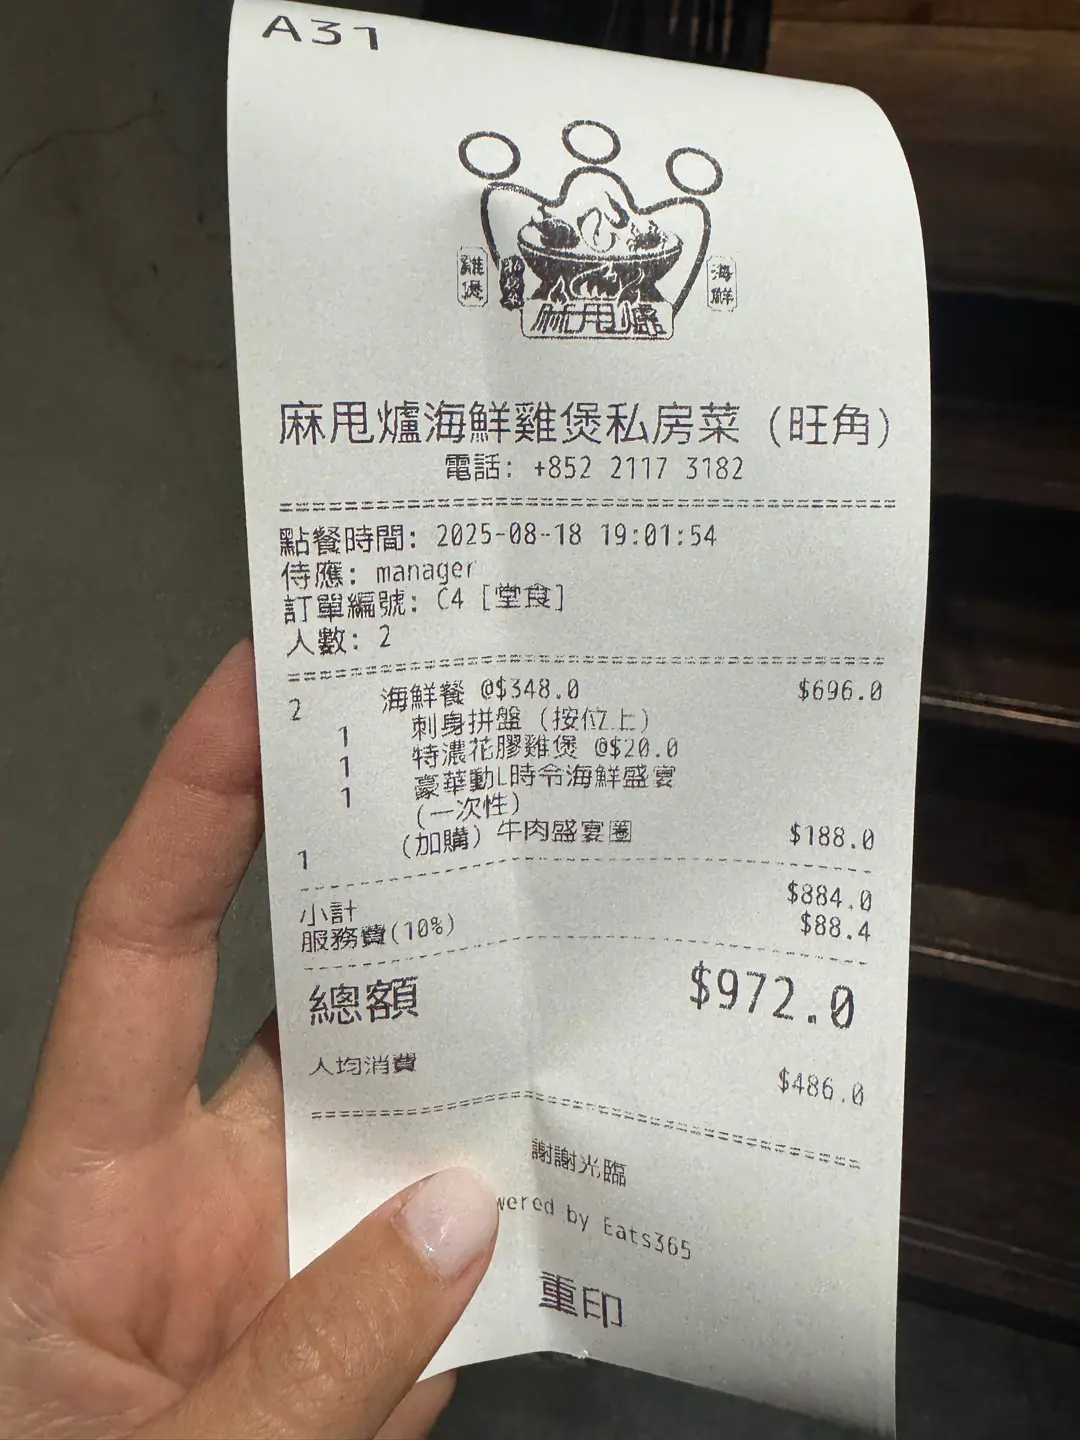 A31
雞煲
海鮮
麻甩爐
麻甩爐海鮮雞煲私房菜 (旺角)
電話: +852 2117 3182
點餐時間: 2025-08-18 19:01:54
侍應: manager
訂單編號: C4 [堂食]
人數: 2
2 海鮮餐 @$348.0 $696.0
1 刺身拼盤 (按位上)
1 特濃花膠雞煲 @$20.0
1 豪華動L時令海鮮盛宴
(一次性)
1 (加購) 牛肉盛宴圈 $188.0
小計 $884.0
服務費(10%) $88.4
總額 $972.0
人均消費 $486.0
謝謝光臨
wered by Eats365
重印